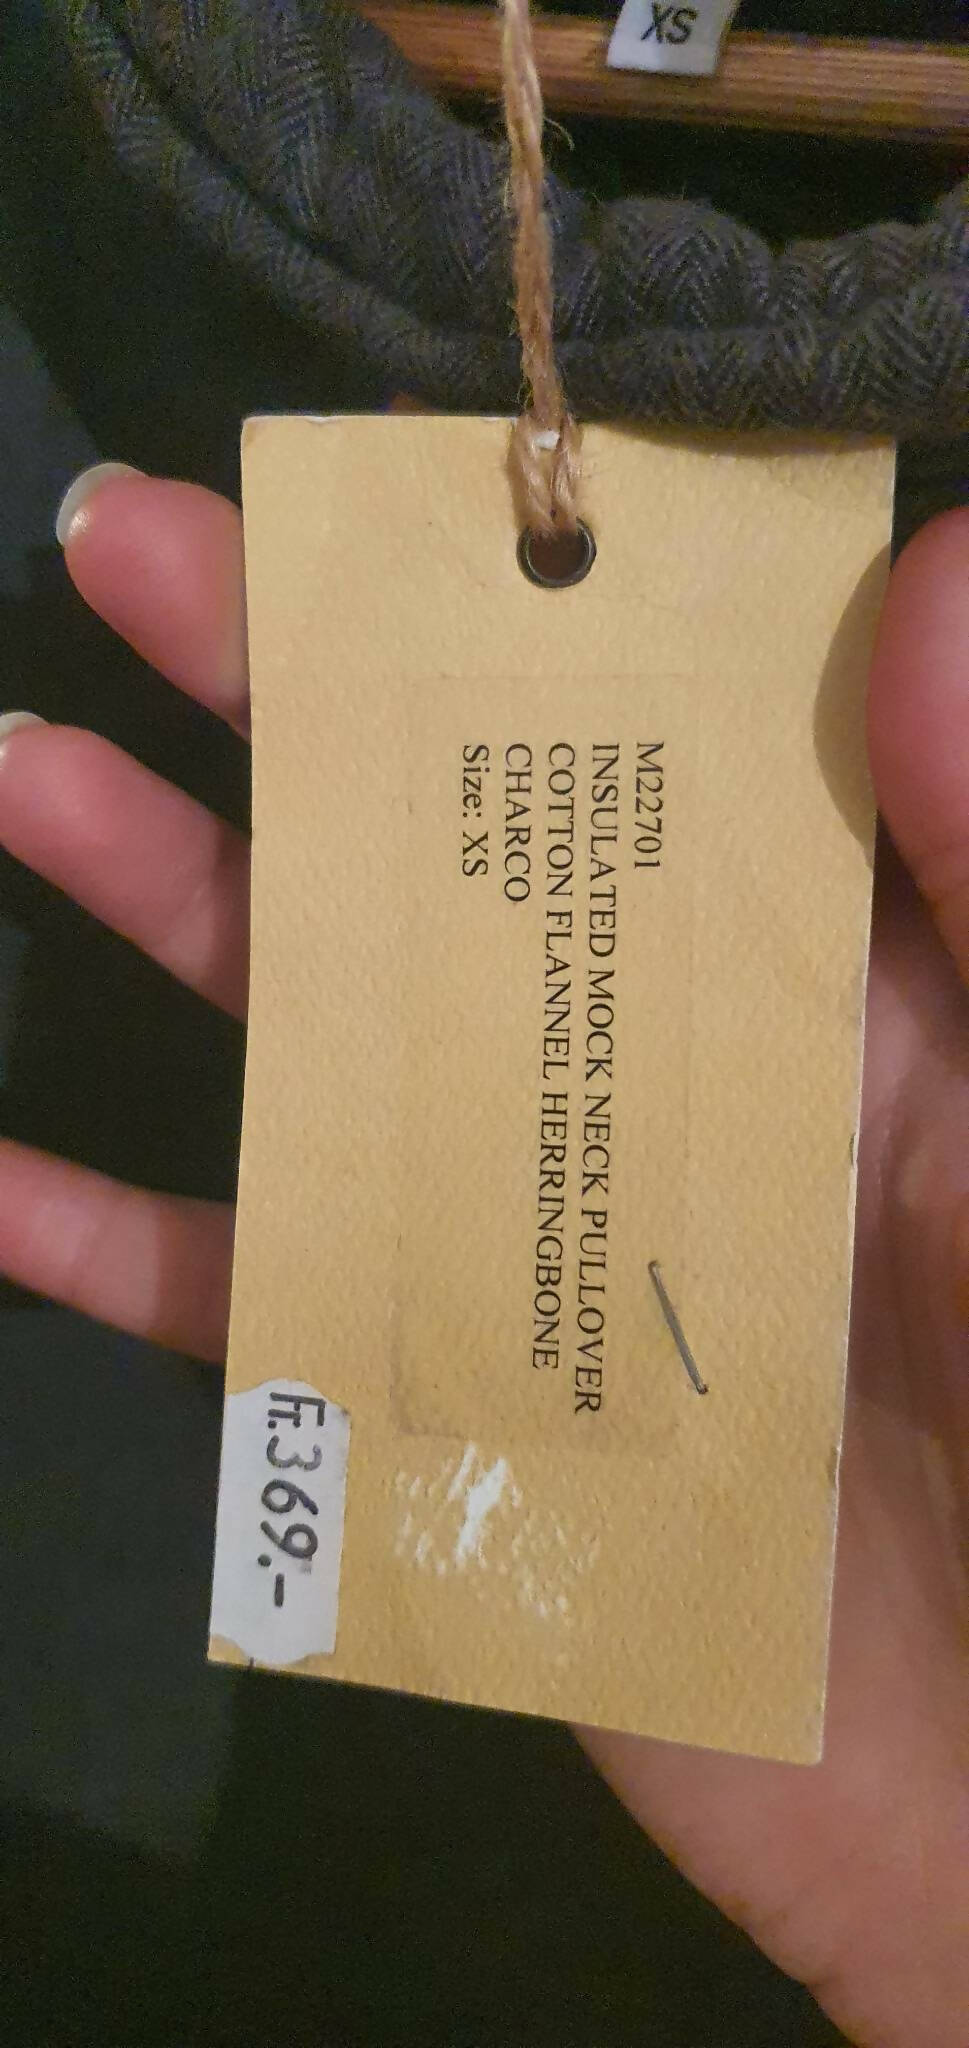 XS
M22701
INSULATED MOCK NECK PULLOVER
COTTON FLANNEL HERRINGBONE
CHARCO
Size: XS
Fr. 369.-